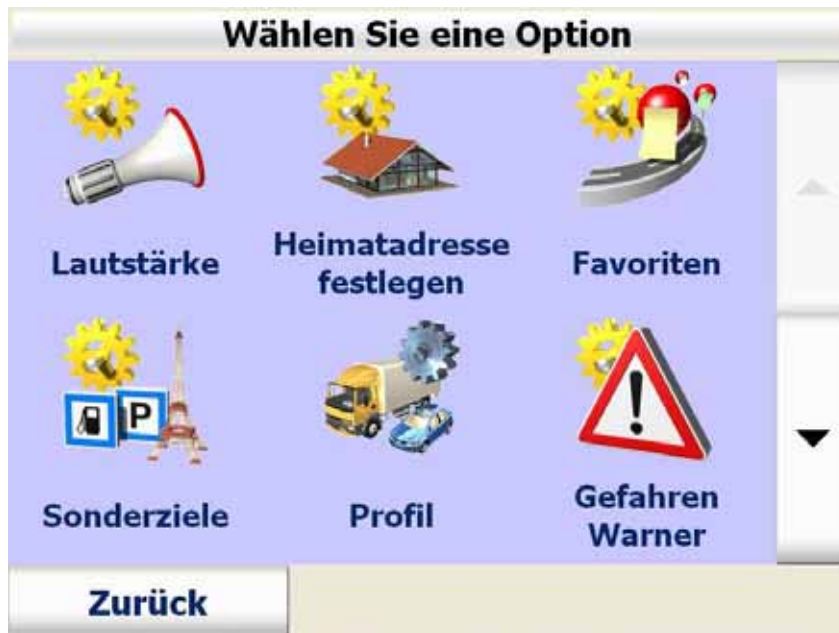 Wählen Sie eine Option
Lautstärke
Heimatadresse
festlegen
Favoriten
P
Sonderziele
Profil
Gefahren
Warner
Zurück